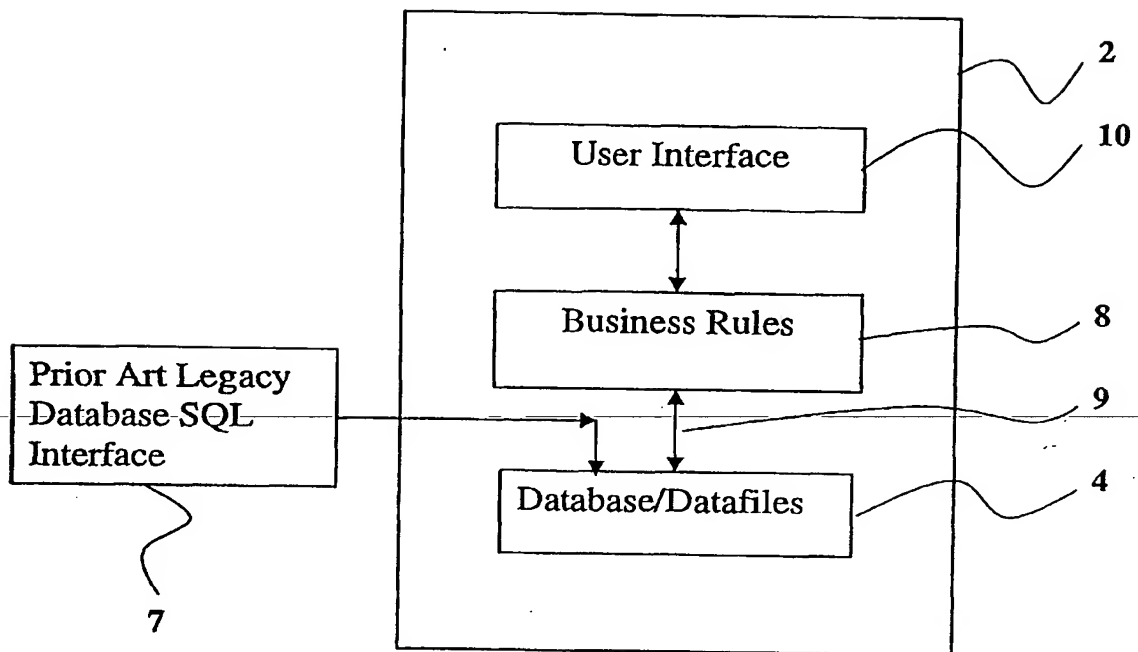 2
User Interface
10
Business Rules
8
Prior Art Legacy
Database SQL
Interface
9
Database/Datafiles
4
7